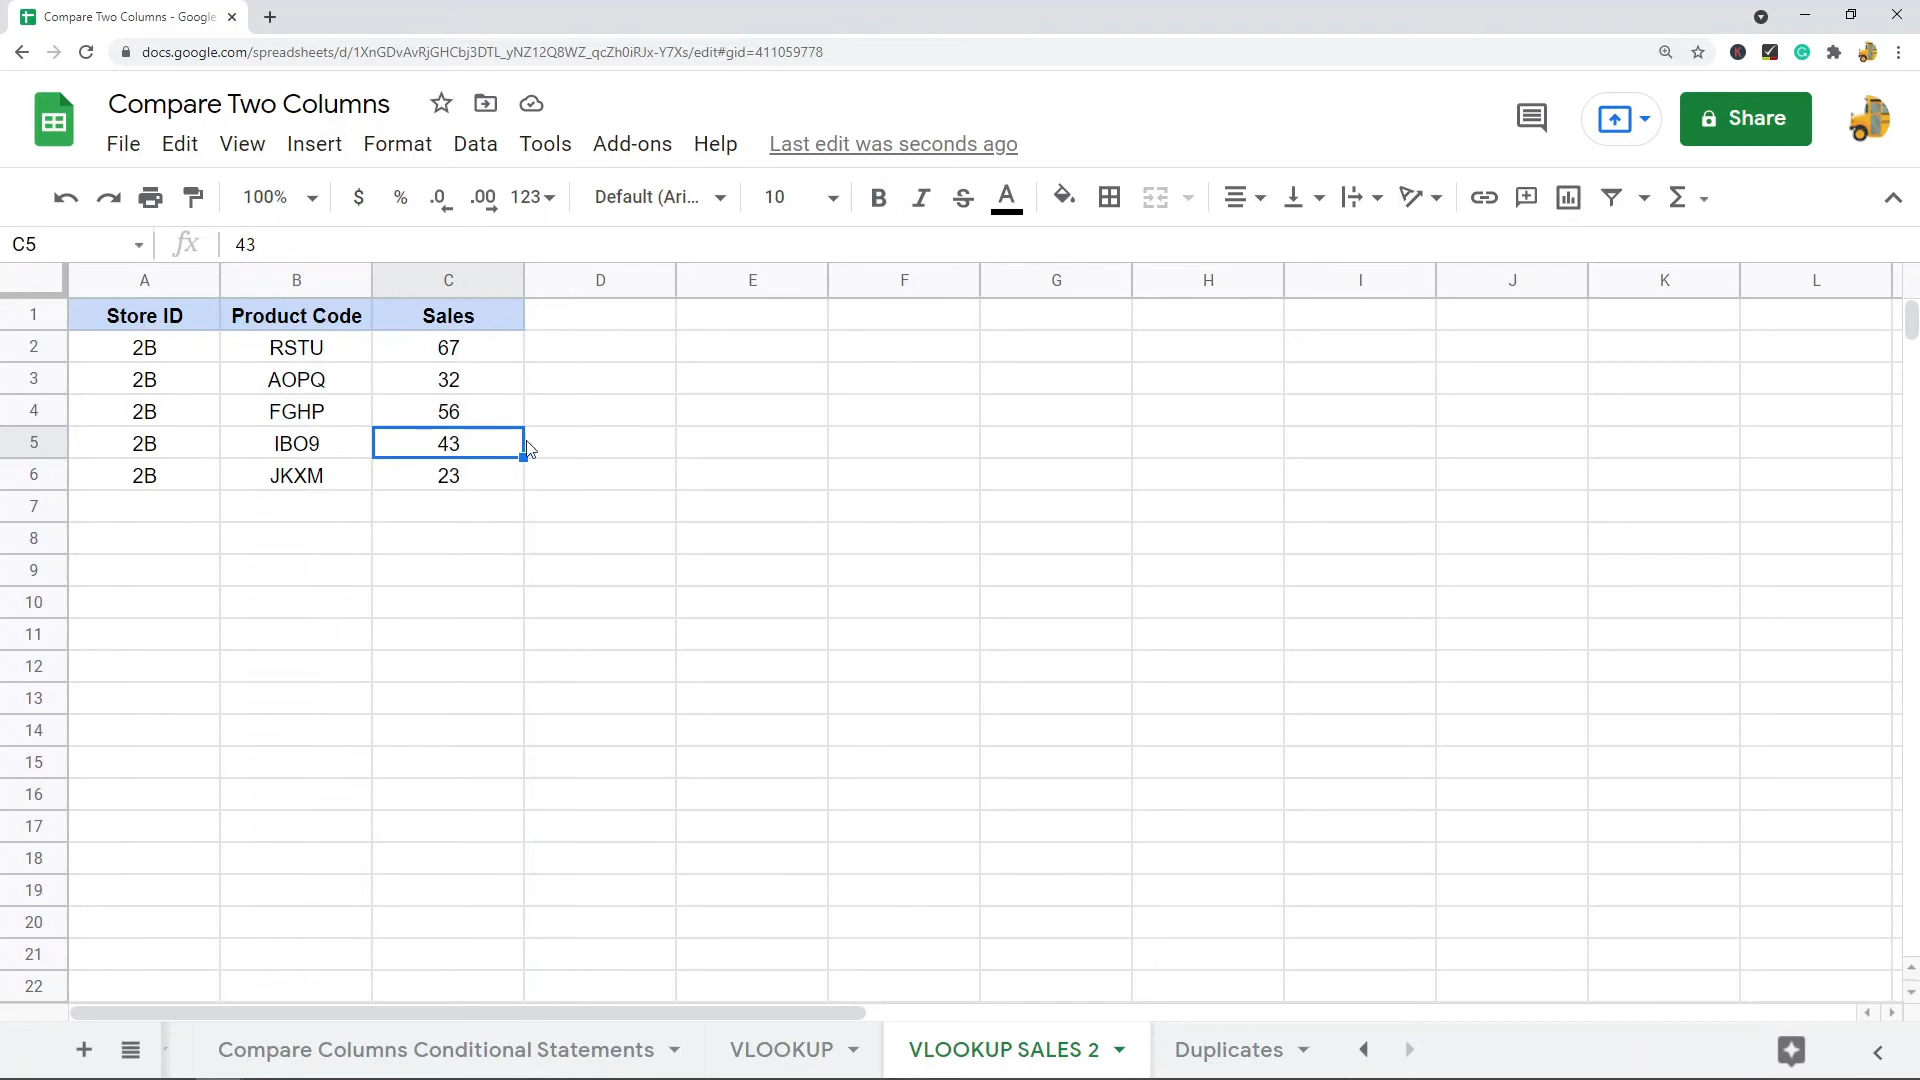 Compare Two Columns - Google
docs.google.com/spreadsheets/d/1XnGDvAvRjGHCbj3DTL_yNZ12Q8WZ_qcZh0iRJx-Y7Xs/edit#gid=411059778
Compare Two Columns
Share
File Edit View Insert Format Data Tools Add-ons Help Last edit was seconds ago
100% $ % .0 .00 123 Default (Ari... 10 B I S A Σ
C5 fx 43
A B C D E F G H I J K L
1 Store ID Product Code Sales
2 2B RSTU 67
3 2B AOPQ 32
4 2B FGHP 56
5 2B IBO9 43
6 2B JKXM 23
7
8
9
10
11
12
13
14
15
16
17
18
19
20
21
22
Compare Columns Conditional Statements VLOOKUP VLOOKUP SALES 2 Duplicates